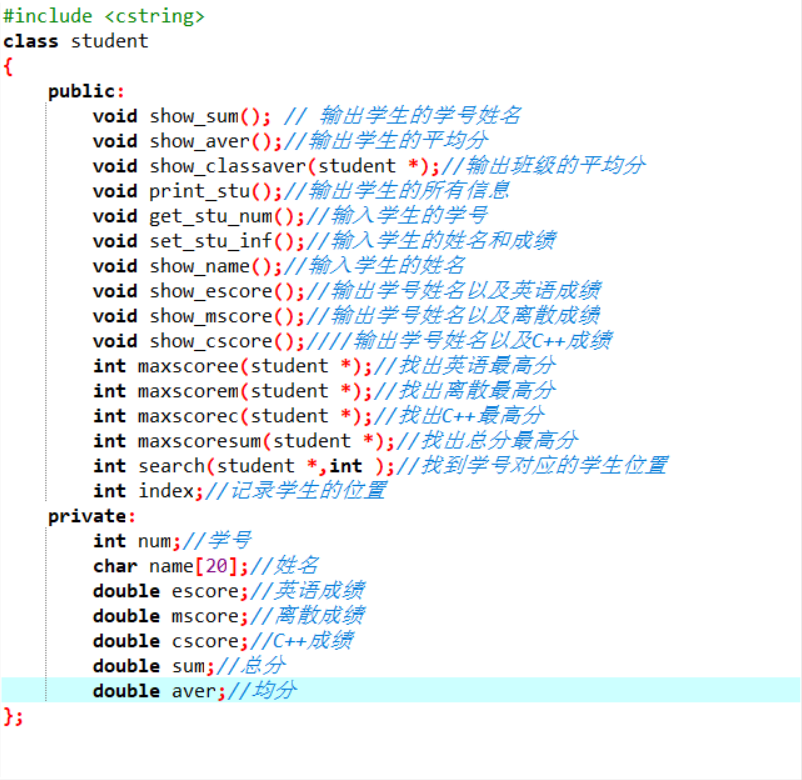 #include <cstring>
class student
{
public:
void show_sum(); // 输出学生的学号姓名
void show_aver();//输出学生的平均分
void show_classaver(student *);//输出班级的平均分
void print_stu();//输出学生的所有信息
void get_stu_num();//输入学生的学号
void set_stu_inf();//输入学生的姓名和成绩
void show_name();//输入学生的姓名
void show_escore();//输出学号姓名以及英语成绩
void show_mscore();//输出学号姓名以及离散成绩
void show_cscore();////输出学号姓名以及C++成绩
int maxscoree(student *);//找出英语最高分
int maxscorem(student *);//找出离散最高分
int maxscorec(student *);//找出C++最高分
int maxscoresum(student *);//找出总分最高分
int search(student *,int );//找到学号对应的学生位置
int index;//记录学生的位置
private:
int num;//学号
char name[20];//姓名
double escore;//英语成绩
double mscore;//离散成绩
double cscore;//C++成绩
double sum;//总分
double aver;//均分
};